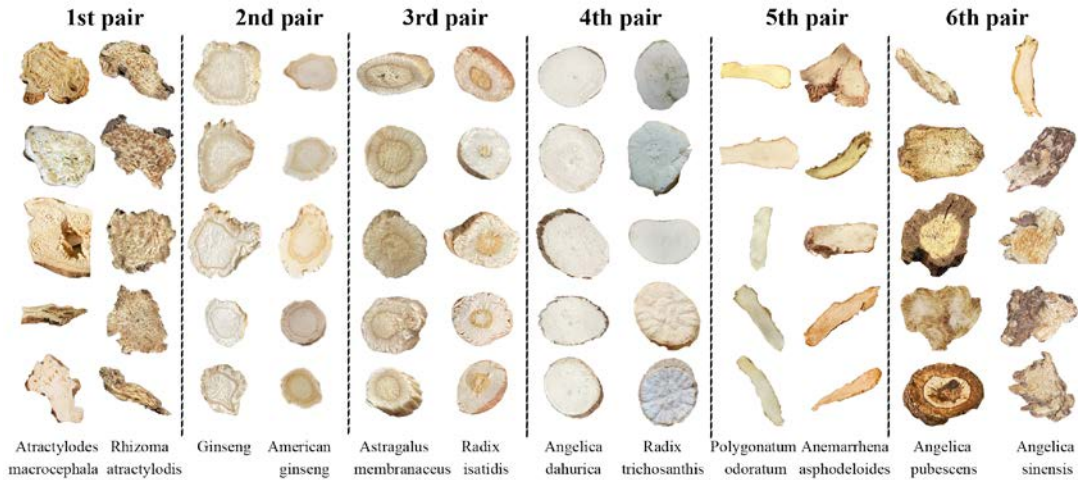 1st pair 2nd pair 3rd pair 4th pair 5th pair 6th pair
Atractylodes macrocephala
Rhizoma atractylodis
Ginseng
American ginseng
Astragalus membranaceus
Radix isatidis
Angelica dahurica
Radix trichosanthis
Polygonatum odoratum
Anemarrhena asphodeloides
Angelica pubescens
Angelica sinensis